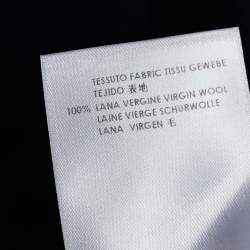 TESSUTO FABRIC TISSU GEWEBE
TEJIDO 表地
100% LANA VERGINE VIRGIN WOOL
LAINE VIERGE SCHURWOLLE
LANA VIRGEN 毛